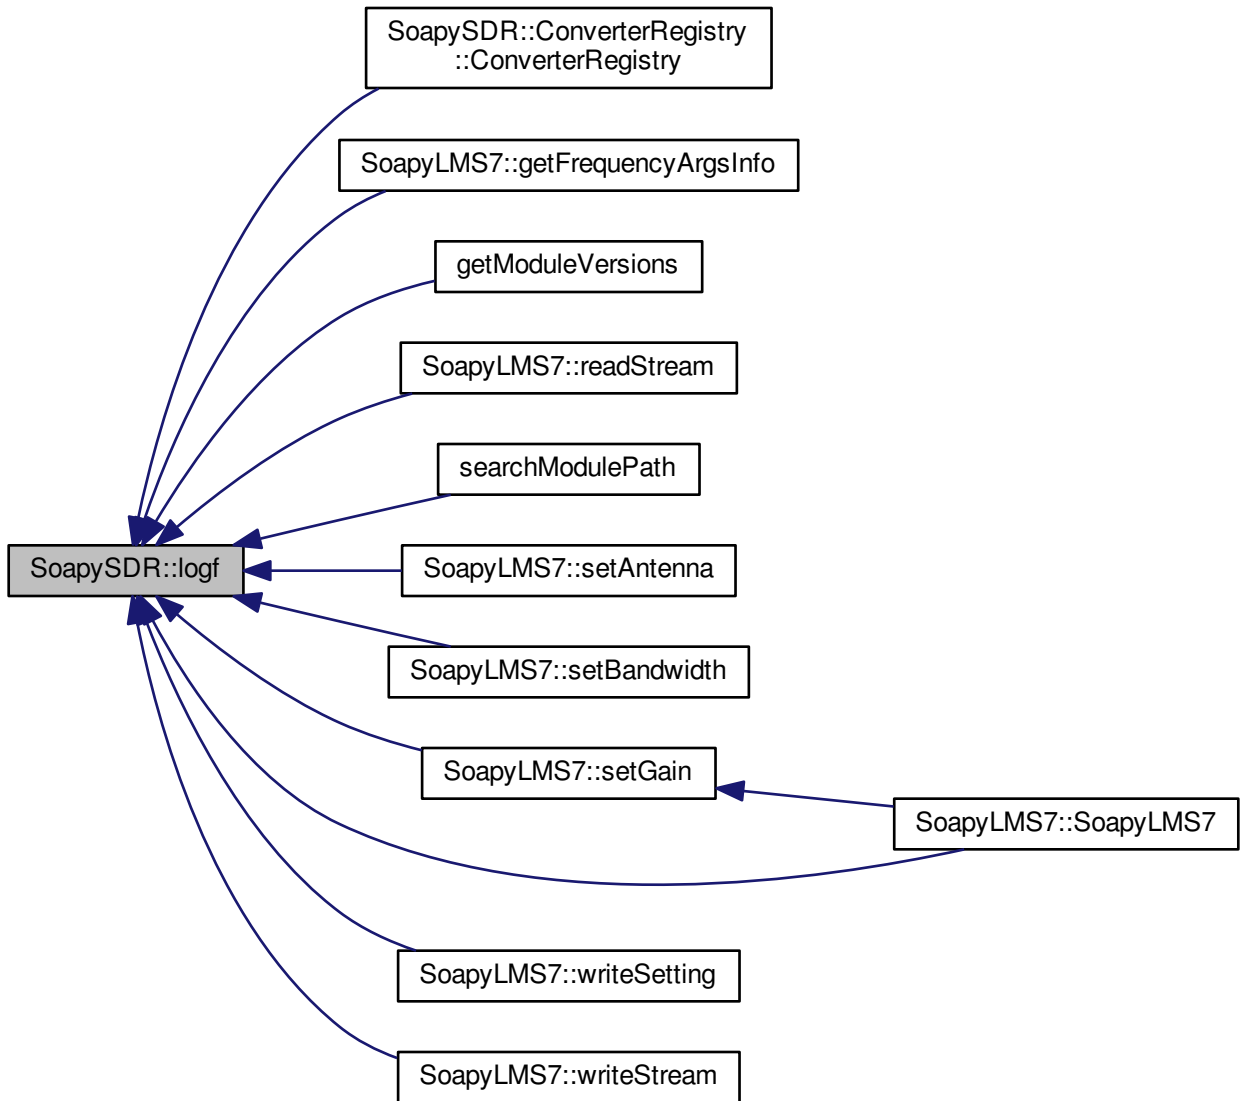 SoapySDR::ConverterRegistry
::ConverterRegistry
SoapyLMS7::getFrequencyArgsInfo
getModuleVersions
SoapyLMS7::readStream
searchModulePath
SoapySDR::logf
SoapyLMS7::setAntenna
SoapyLMS7::setBandwidth
SoapyLMS7::setGain
SoapyLMS7::SoapyLMS7
SoapyLMS7::writeSetting
SoapyLMS7::writeStream